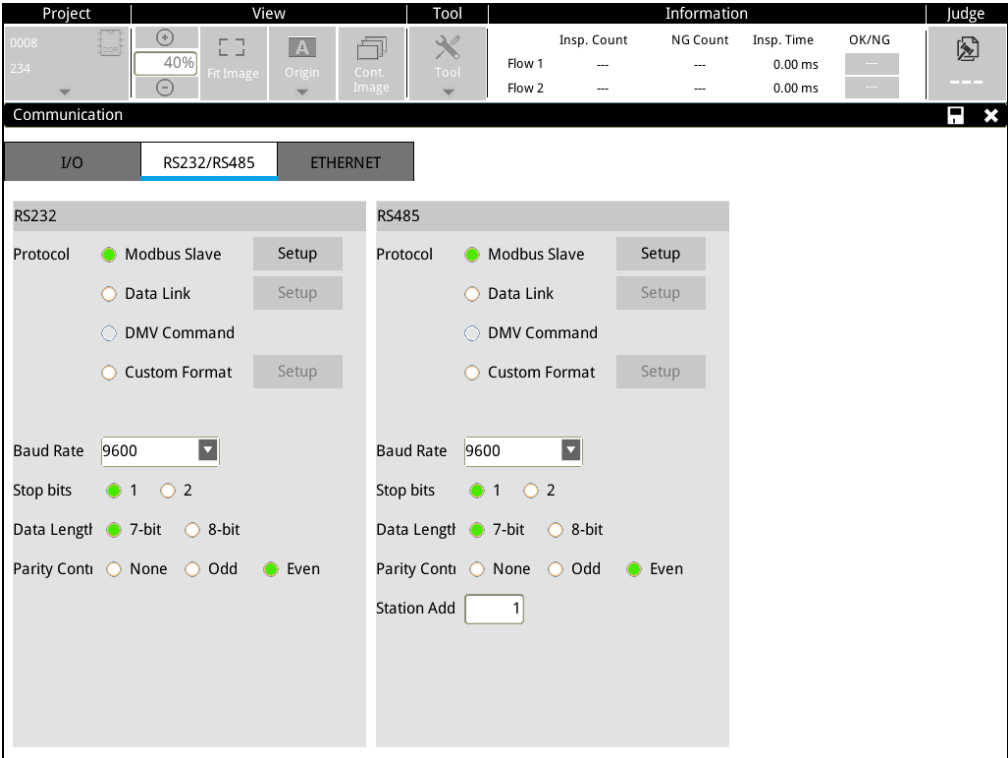 Project View Tool Information Judge
0008
234
40%
Fit Image
A
Origin
Cont.
Image
Tool
Insp. Count NG Count Insp. Time OK/NG
Flow 1 --- --- 0.00 ms ---
Flow 2 --- --- 0.00 ms ---
---
Communication
I/O RS232/RS485 ETHERNET
RS232
Protocol Modbus Slave Setup
Data Link Setup
DMV Command
Custom Format Setup
Baud Rate 9600
Stop bits 1 2
Data Length 7-bit 8-bit
Parity Conti None Odd Even
RS485
Protocol Modbus Slave Setup
Data Link Setup
DMV Command
Custom Format Setup
Baud Rate 9600
Stop bits 1 2
Data Length 7-bit 8-bit
Parity Conti None Odd Even
Station Add 1